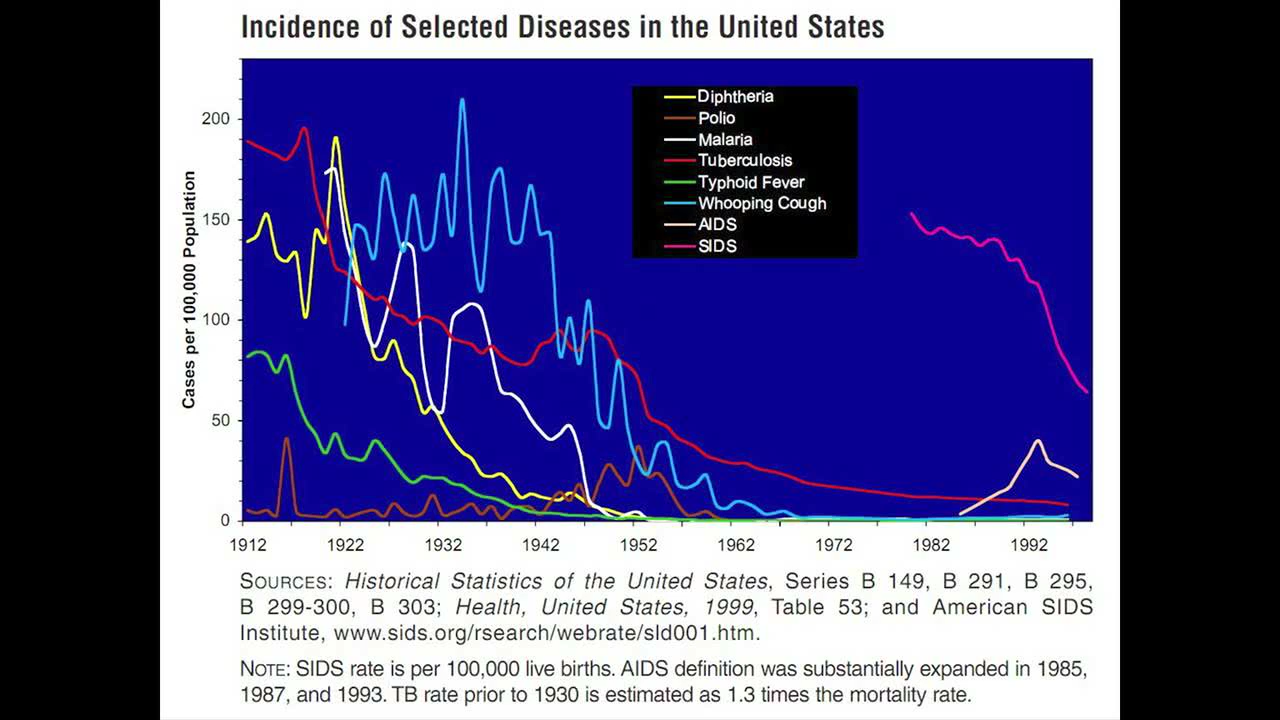 Incidence of Selected Diseases in the United States
Diphtheria
Polio
Malaria
Tuberculosis
Typhoid Fever
Whooping Cough
AIDS
SIDS
Cases per 100,000 Population
200
150
100
50
0
1912 1922 1932 1942 1952 1962 1972 1982 1992
SOURCES: Historical Statistics of the United States, Series B 149, B 291, B 295,
B 299-300, B 303; Health, United States, 1999, Table 53; and American SIDS
Institute, www.sids.org/rsearch/webrate/sld001.htm.
NOTE: SIDS rate is per 100,000 live births. AIDS definition was substantially expanded in 1985,
1987, and 1993. TB rate prior to 1930 is estimated as 1.3 times the mortality rate.